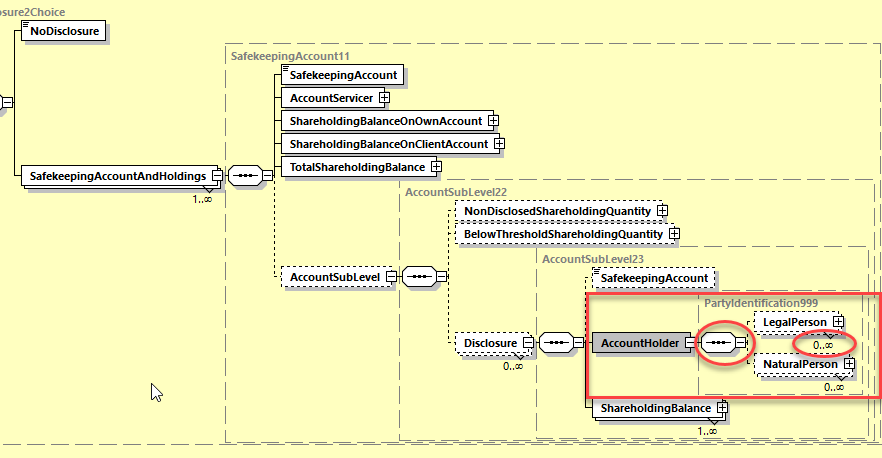 osure2Choice
NoDisclosure
SafekeepingAccount11
SafekeepingAccount
AccountServicer
ShareholdingBalanceOnOwnAccount
ShareholdingBalanceOnClientAccount
TotalShareholdingBalance
SafekeepingAccountAndHoldings
1..∞
AccountSubLevel22
NonDisclosedShareholdingQuantity
BelowThresholdShareholdingQuantity
AccountSubLevel23
AccountSubLevel
SafekeepingAccount
PartyIdentification999
LegalPerson
0..∞
Disclosure
0..∞
AccountHolder
NaturalPerson
0..∞
ShareholdingBalance
1..∞